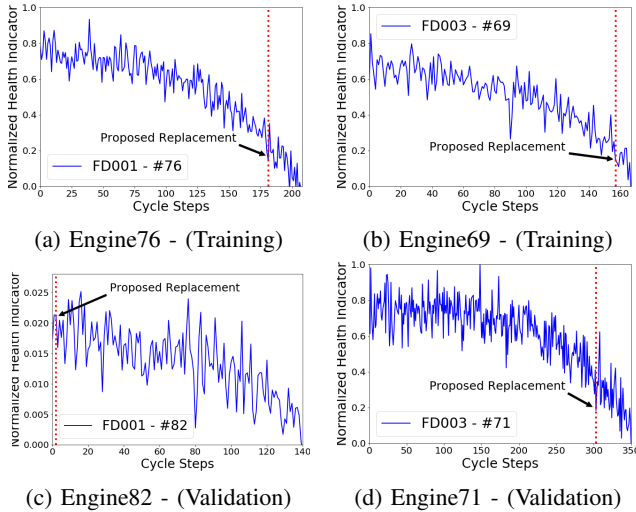 Normalized Health Indicator
1.0
0.8
0.6
0.4
0.2
0.0
Proposed Replacement
FD001 - #76
0 25 50 75 100 125 150 175 200
Cycle Steps
(a) Engine76 - (Training)
Normalized Health Indicator
1.0
0.8
0.6
0.4
0.2
0.0
FD003 - #69
Proposed Replacement
0 20 40 60 80 100 120 140 160
Cycle Steps
(b) Engine69 - (Training)
Normalized Health Indicator
0.025
0.020
0.015
0.010
0.005
0.000
Proposed Replacement
FD001 - #82
0 20 40 60 80 100 120 140
Cycle Steps
(c) Engine82 - (Validation)
Normalized Health Indicator
1.0
0.8
0.6
0.4
0.2
0.0
Proposed Replacement
FD003 - #71
0 50 100 150 200 250 300 350
Cycle Steps
(d) Engine71 - (Validation)